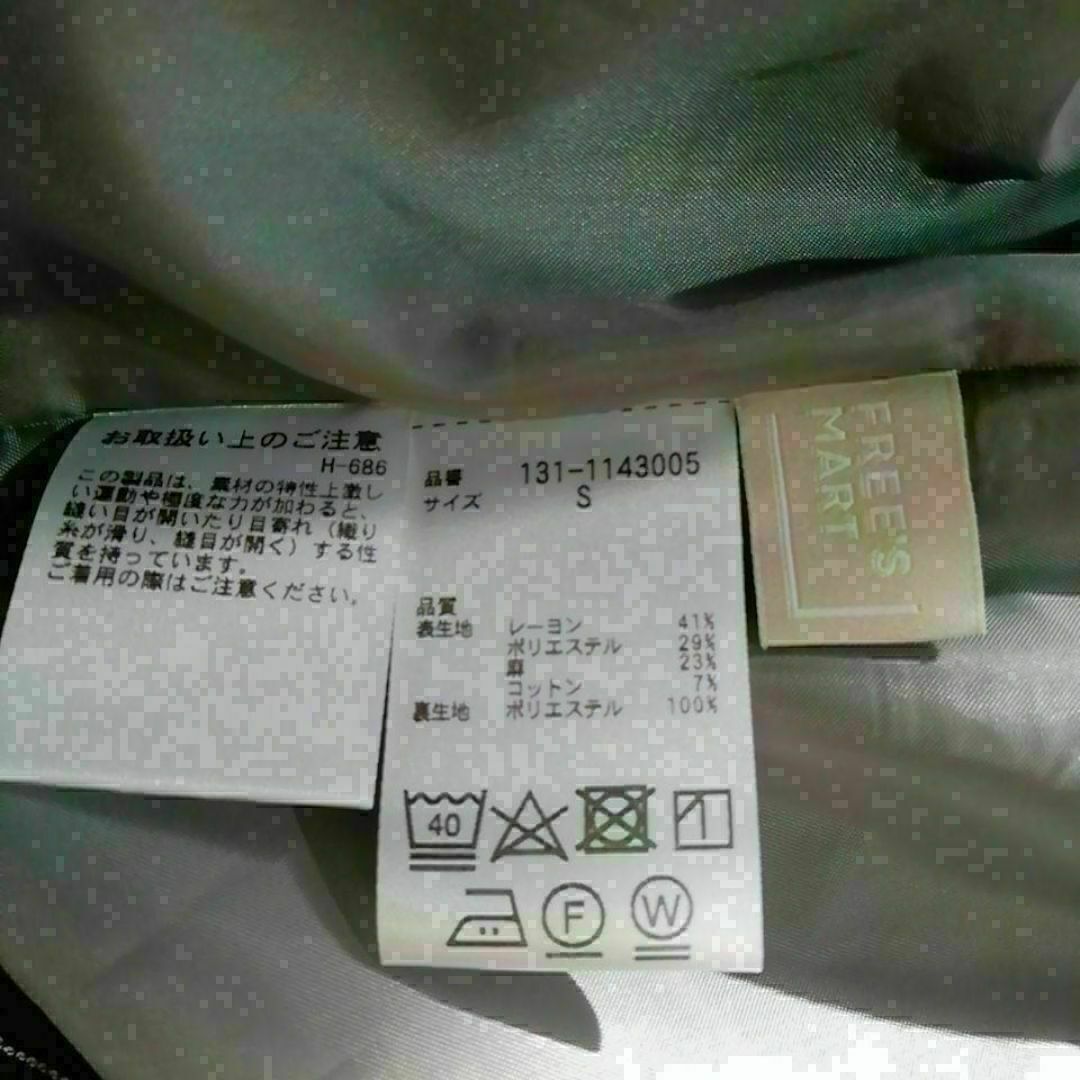 お取扱い上のご注意
H-686
この製品は、素材の特性上激し
い運動や極度な力が加わると、
縫い目が開いたり目寄れ（織り
糸が滑り、縫目が開く）する性
質を持っています。
ご着用の際はご注意ください。
品番 131-1143005
サイズ S
品質
表生地 レーヨン 41%
ポリエステル 29%
麻 23%
コットン 7%
裏生地 ポリエステル 100%
40
F W
FREE'S
MART